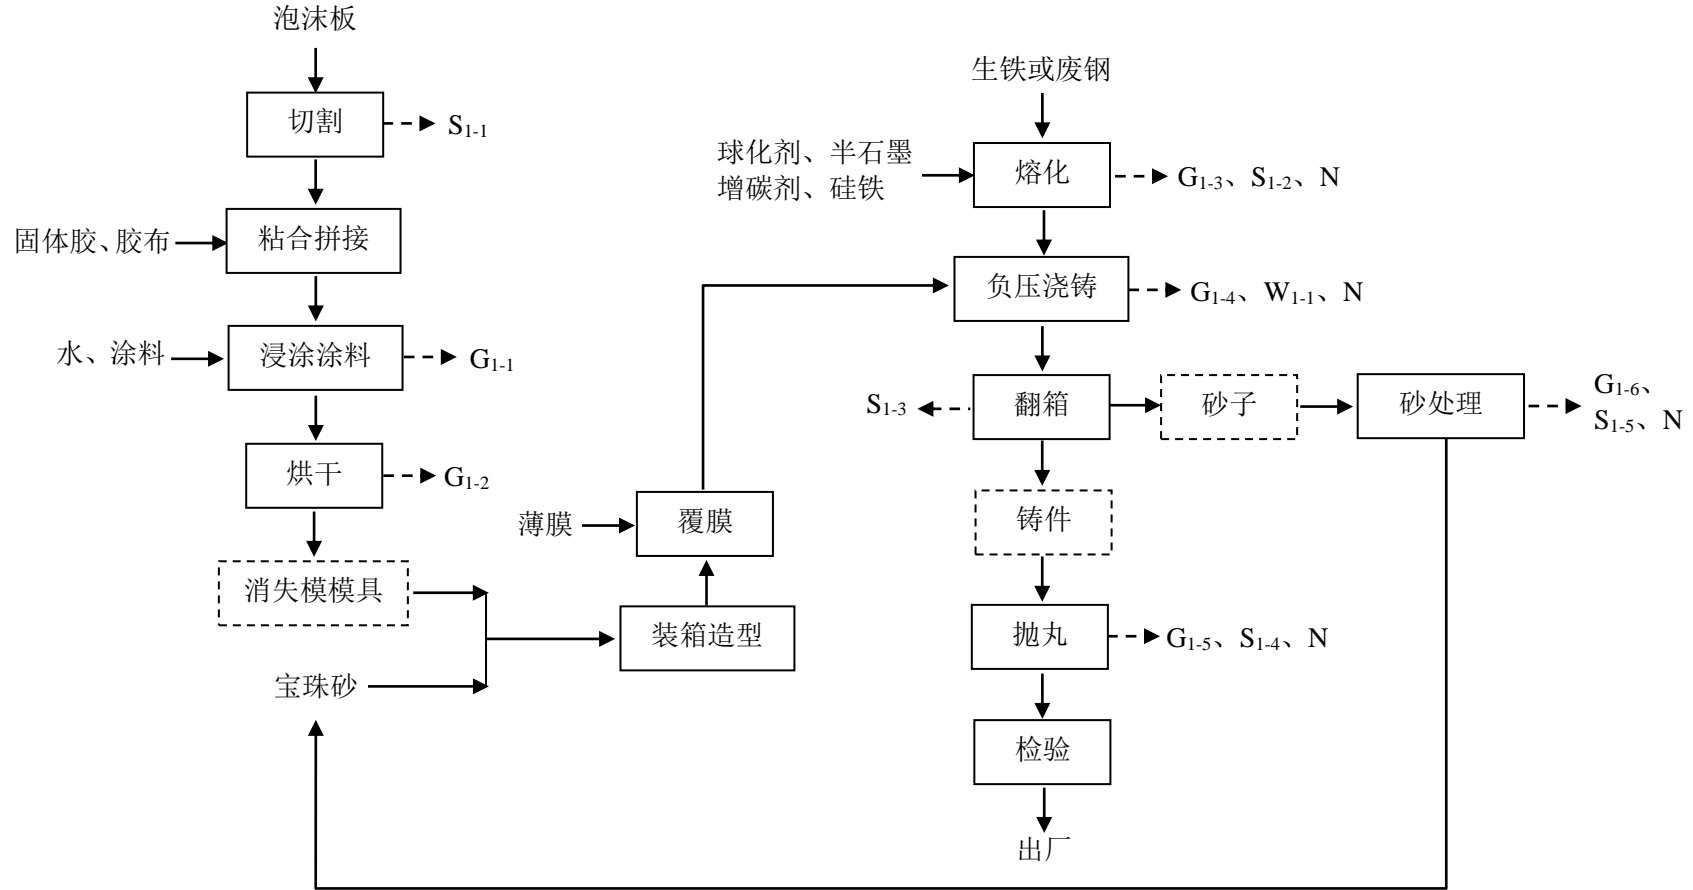 泡沫板
切割
S1-1
固体胶、胶布
粘合拼接
水、涂料
浸涂涂料
G1-1
烘干
G1-2
消失模模具
宝珠砂
装箱造型
薄膜
覆膜
生铁或废钢
球化剂、半石墨
增碳剂、硅铁
熔化
G1-3、S1-2、N
负压浇铸
G1-4、W1-1、N
S1-3
翻箱
砂子
砂处理
G1-6、
S1-5、N
铸件
抛丸
G1-5、S1-4、N
检验
出厂